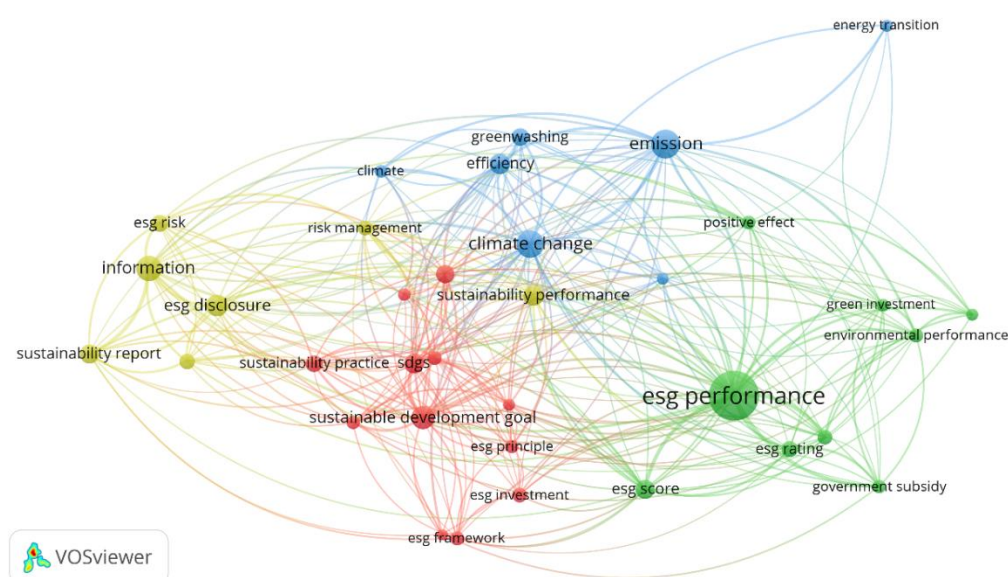 energy transition
greenwashing
emission
efficiency
climate
esg risk
risk management
positive effect
climate change
information
sustainability performance
esg disclosure
green investment
environmental performance
sustainability report
sustainability practice
sdgs
esg performance
sustainable development goal
esg principle
esg rating
esg score
government subsidy
esg investment
esg framework
VOSviewer